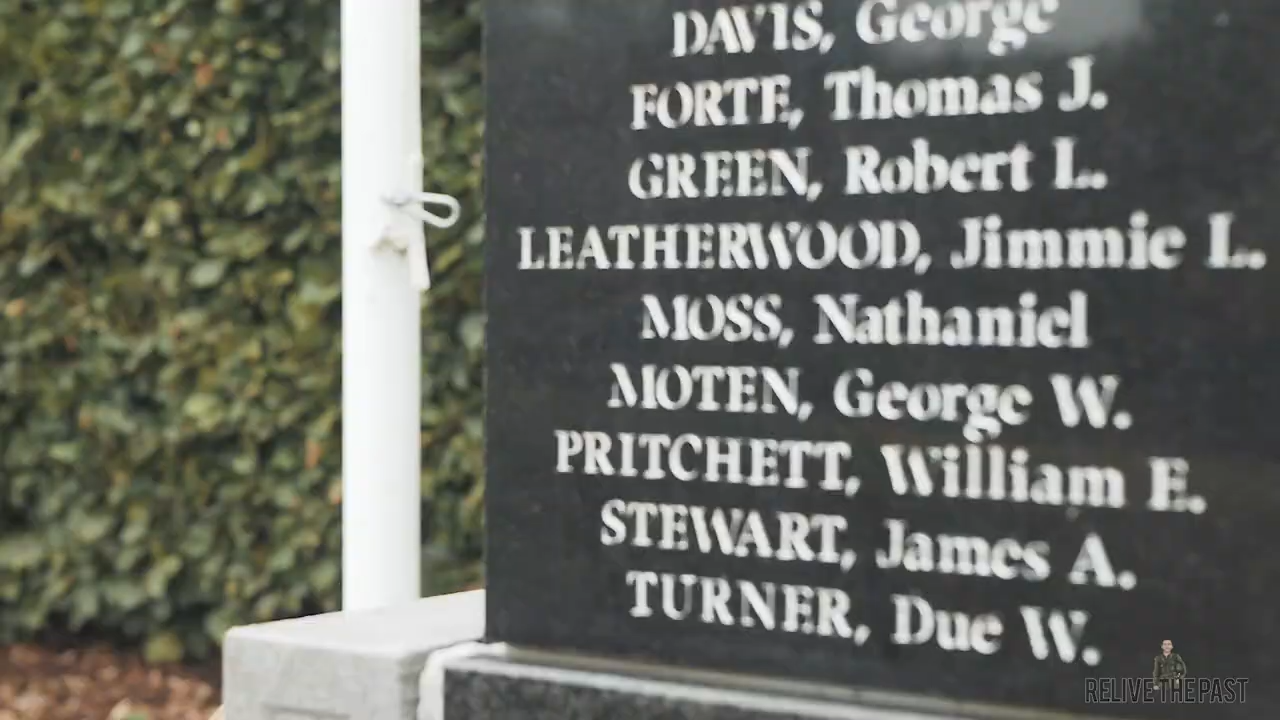 DAVIS, George
FORTE, Thomas J.
GREEN, Robert L.
LEATHERWOOD, Jimmie L.
MOSS, Nathaniel
MOTEN, George W.
PRITCHETT, William E.
STEWART, James A.
TURNER, Due W.
RELIVE THE PAST